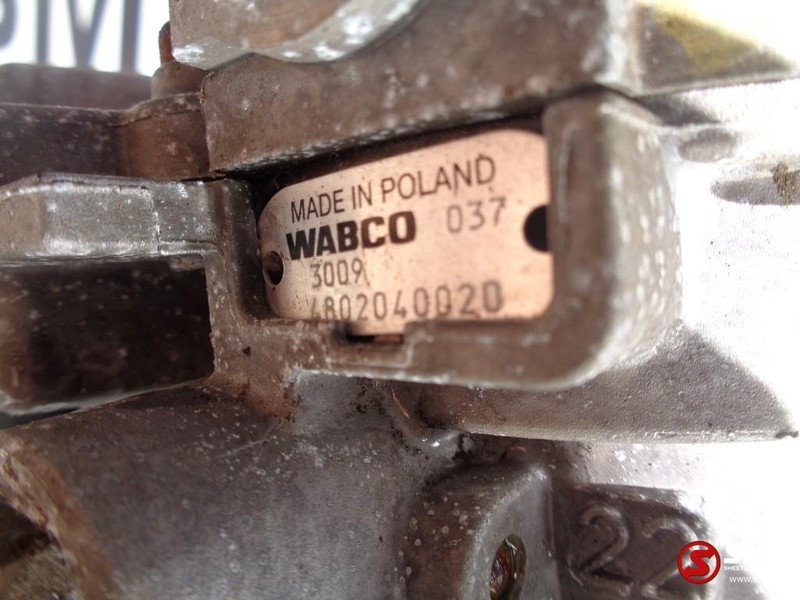 MADE IN POLAND
WABCO 037
3009
4802040020
22
S